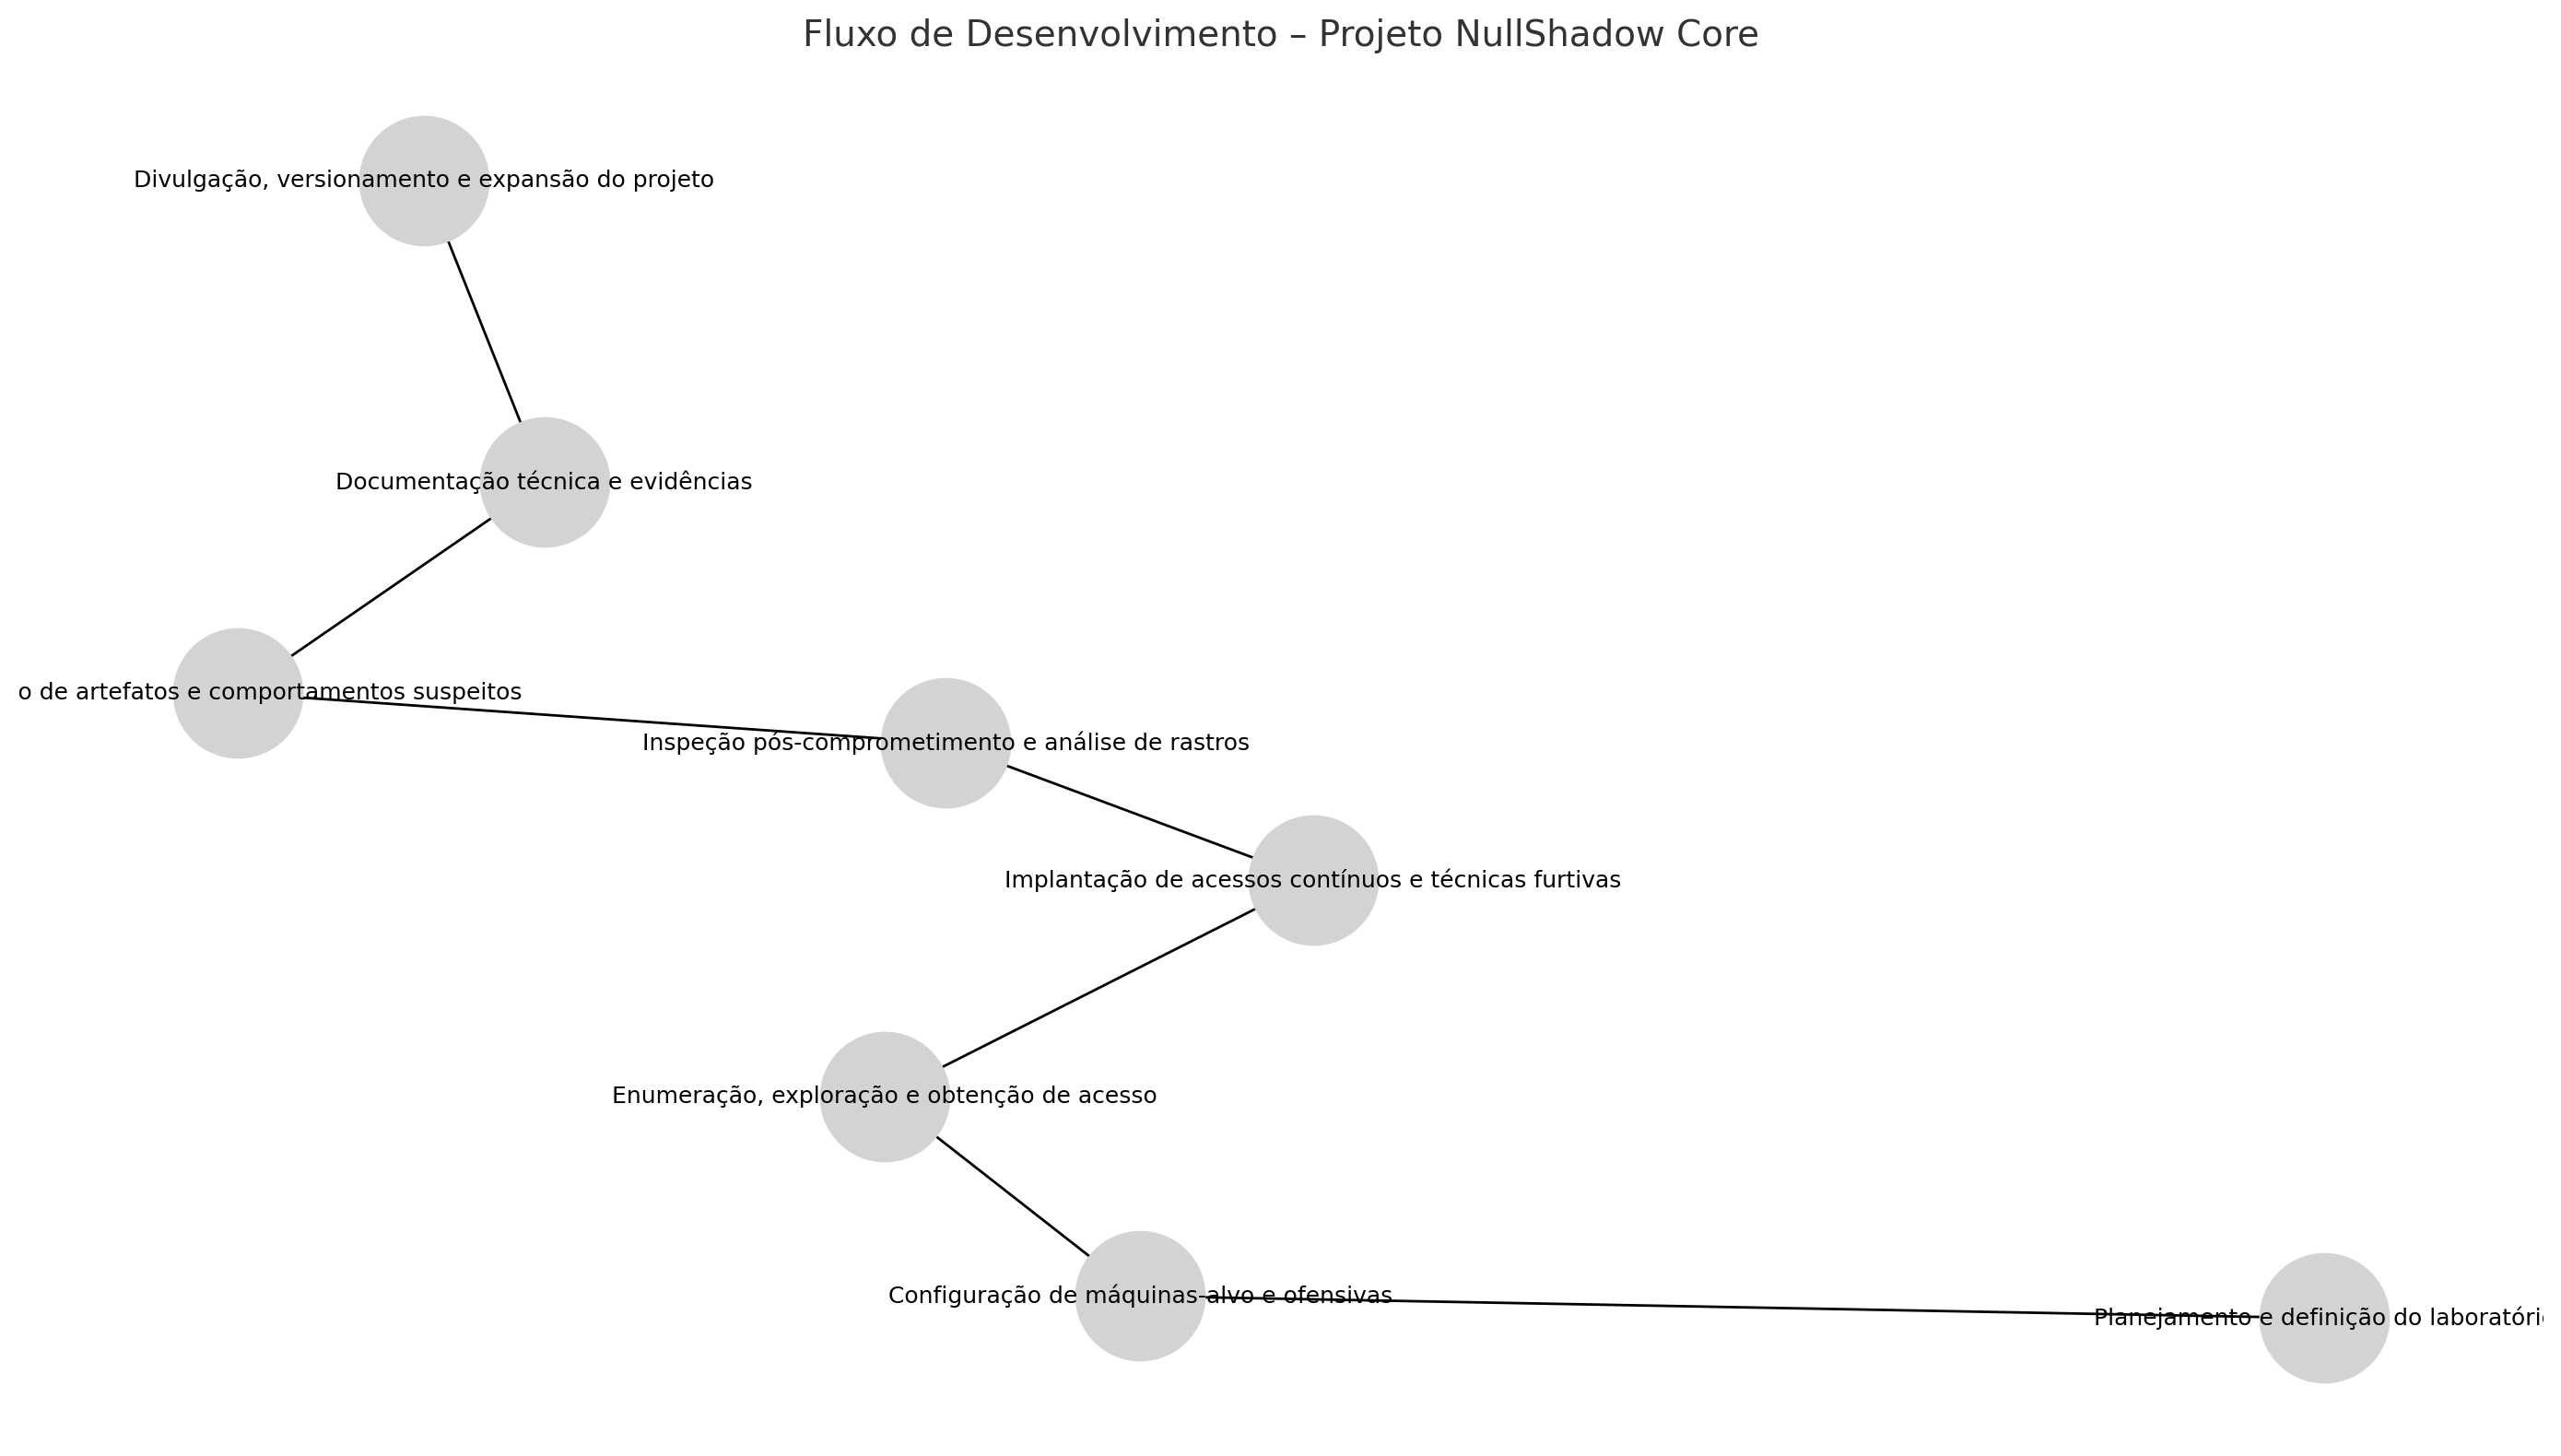 Fluxo de Desenvolvimento – Projeto NullShadow Core
Divulgação, versionamento e expansão do projeto
Documentação técnica e evidências
o de artefatos e comportamentos suspeitos
Inspeção pós-comprometimento e análise de rastros
Implantação de acessos contínuos e técnicas furtivas
Enumeração, exploração e obtenção de acesso
Configuração de máquinas-alvo e ofensivas
Planejamento e definição do